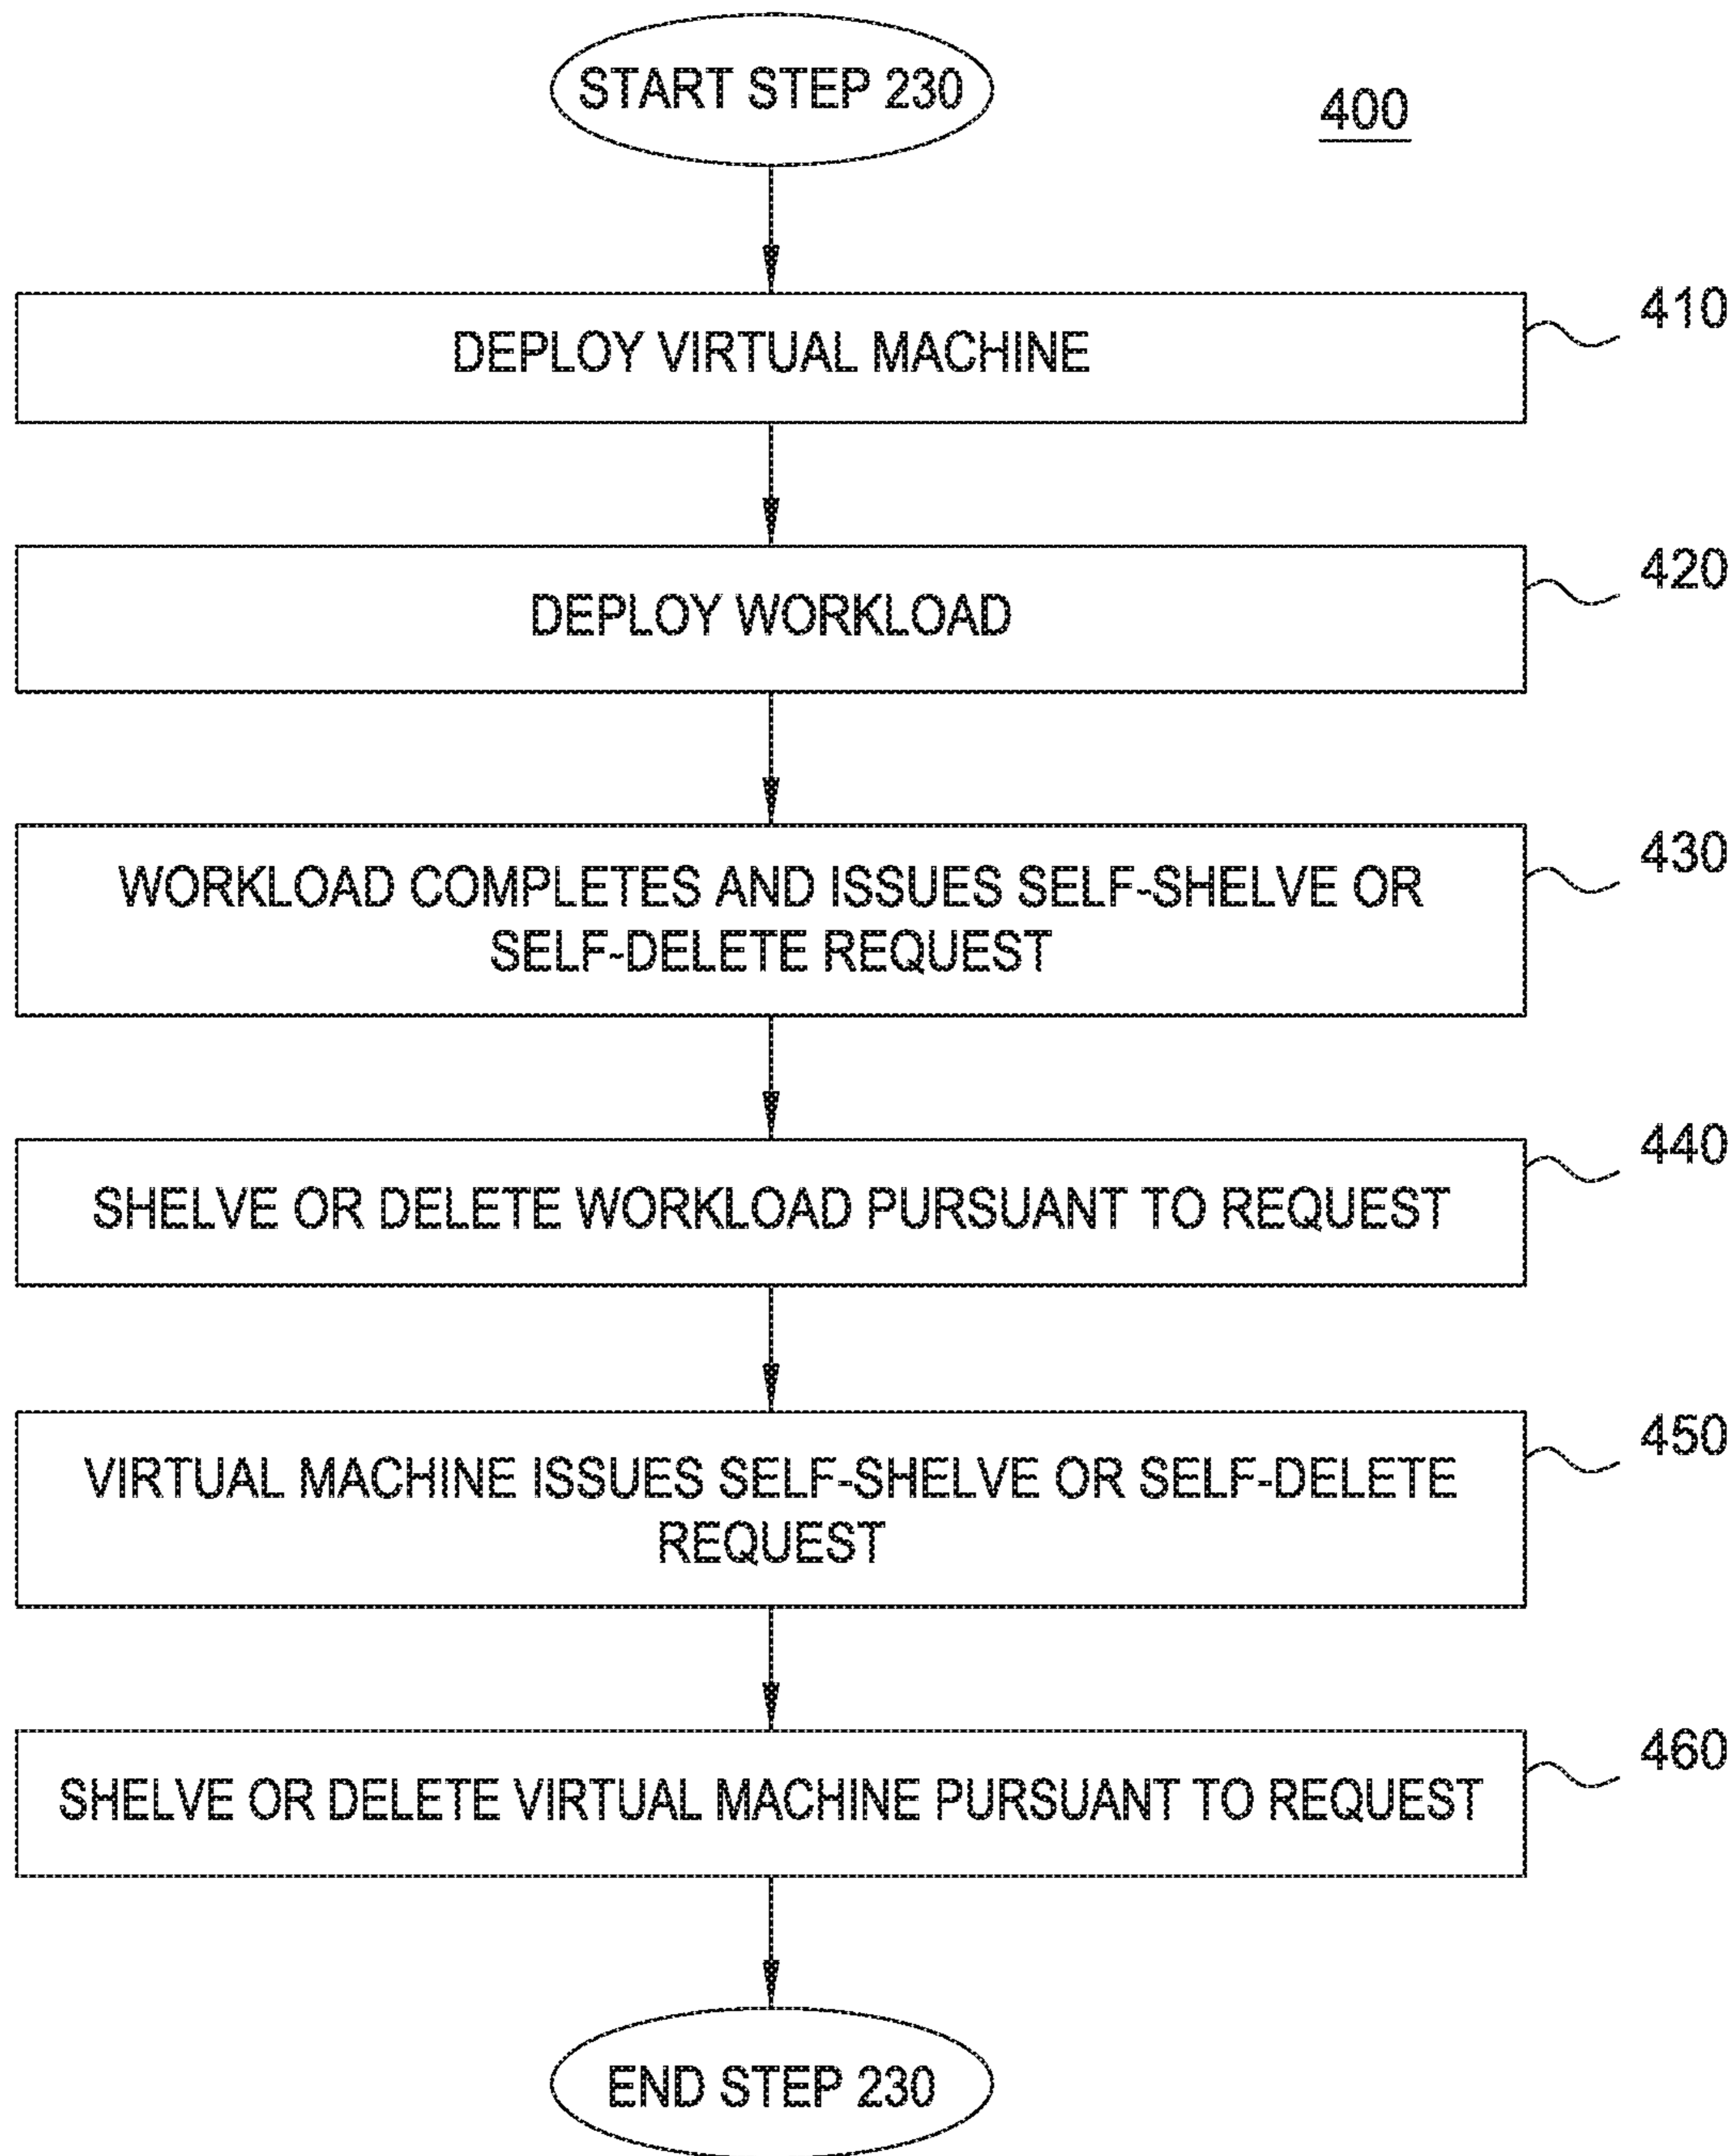 START STEP 230
400
DEPLOY VIRTUAL MACHINE
410
DEPLOY WORKLOAD
420
WORKLOAD COMPLETES AND ISSUES SELF-SHELVE OR
SELF-DELETE REQUEST
430
SHELVE OR DELETE WORKLOAD PURSUANT TO REQUEST
440
VIRTUAL MACHINE ISSUES SELF-SHELVE OR SELF-DELETE
REQUEST
450
SHELVE OR DELETE VIRTUAL MACHINE PURSUANT TO REQUEST
460
END STEP 230